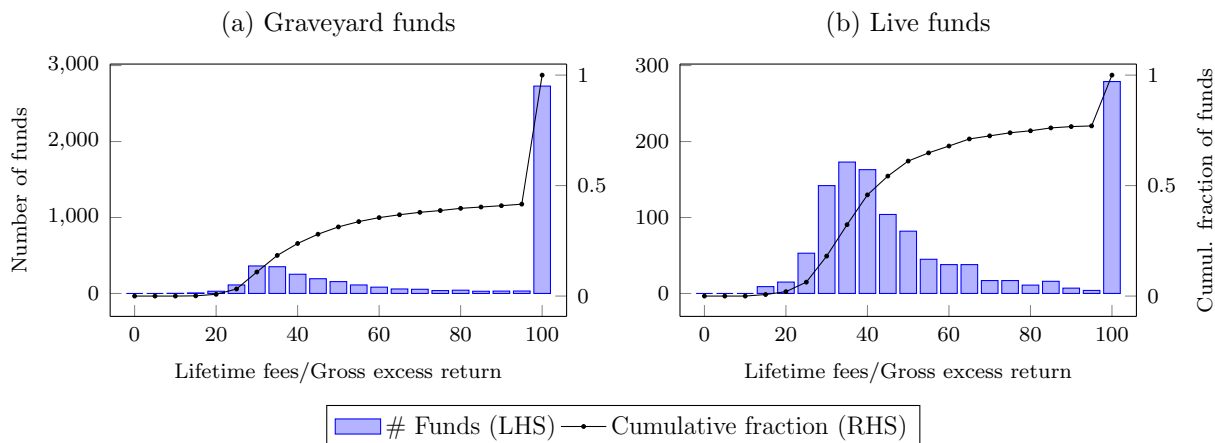 (a) Graveyard funds
(b) Live funds
Number of funds
3,000
2,000
1,000
0
1
0.5
0
0 20 40 60 80 100
Lifetime fees/Gross excess return
300
200
100
0
1
0.5
0
Cumul. fraction of funds
0 20 40 60 80 100
Lifetime fees/Gross excess return
# Funds (LHS) Cumulative fraction (RHS)